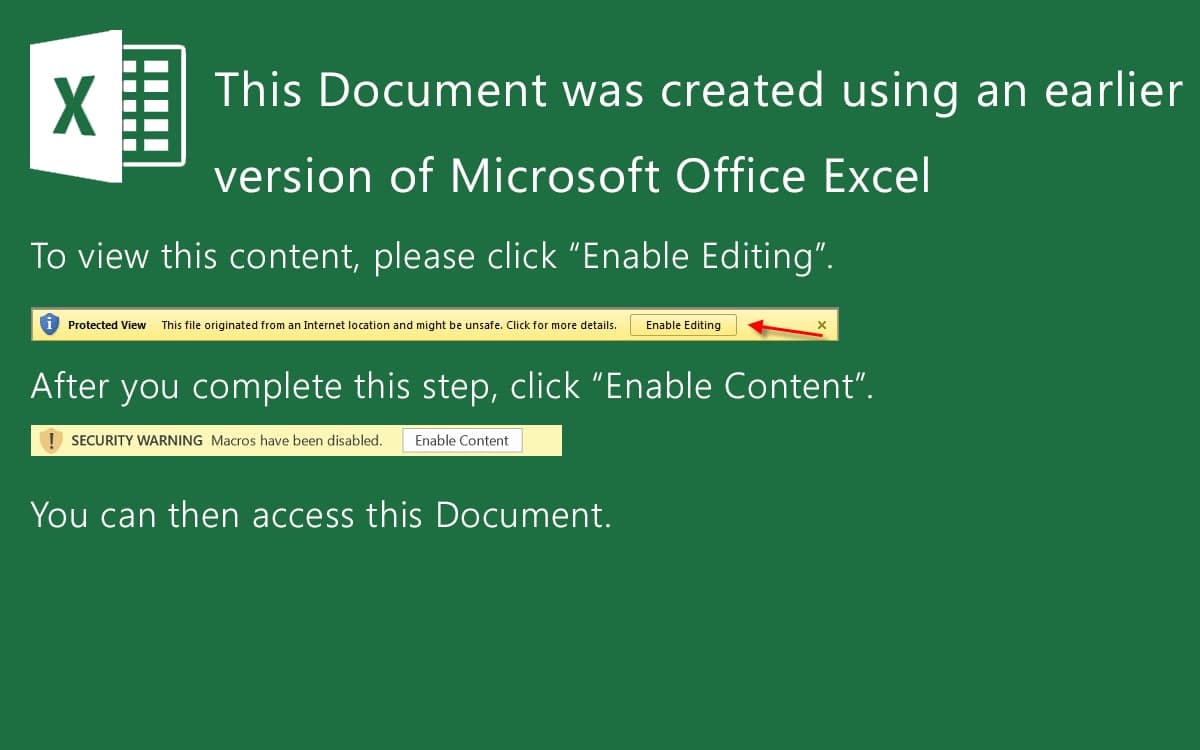 X
This Document was created using an earlier
version of Microsoft Office Excel
To view this content, please click “Enable Editing”.
Protected View This file originated from an Internet location and might be unsafe. Click for more details. Enable Editing x
After you complete this step, click “Enable Content”.
! SECURITY WARNING Macros have been disabled. Enable Content
You can then access this Document.